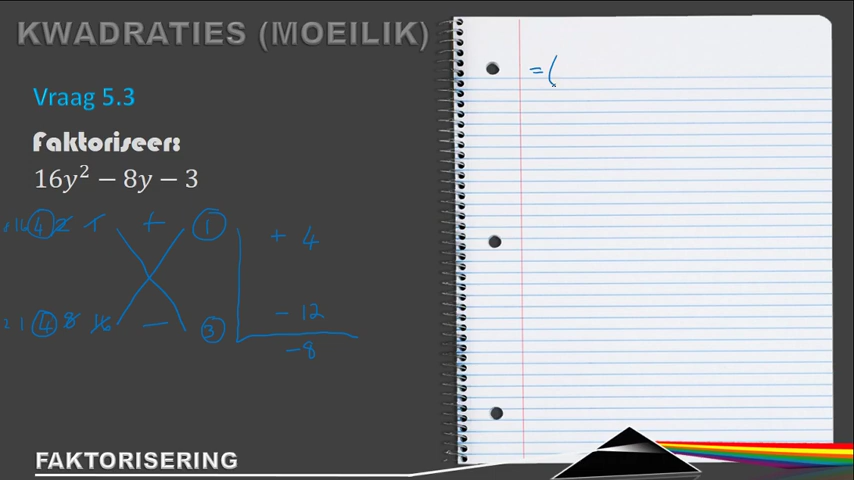 KWADRATIES (MOEILIK)
Vraag 5.3
Faktoriseer:
16y² − 8y − 3
4 2 1 + 1 + 4
1 4 8 16 − 3 − 12
−8
= (
FAKTORISERING